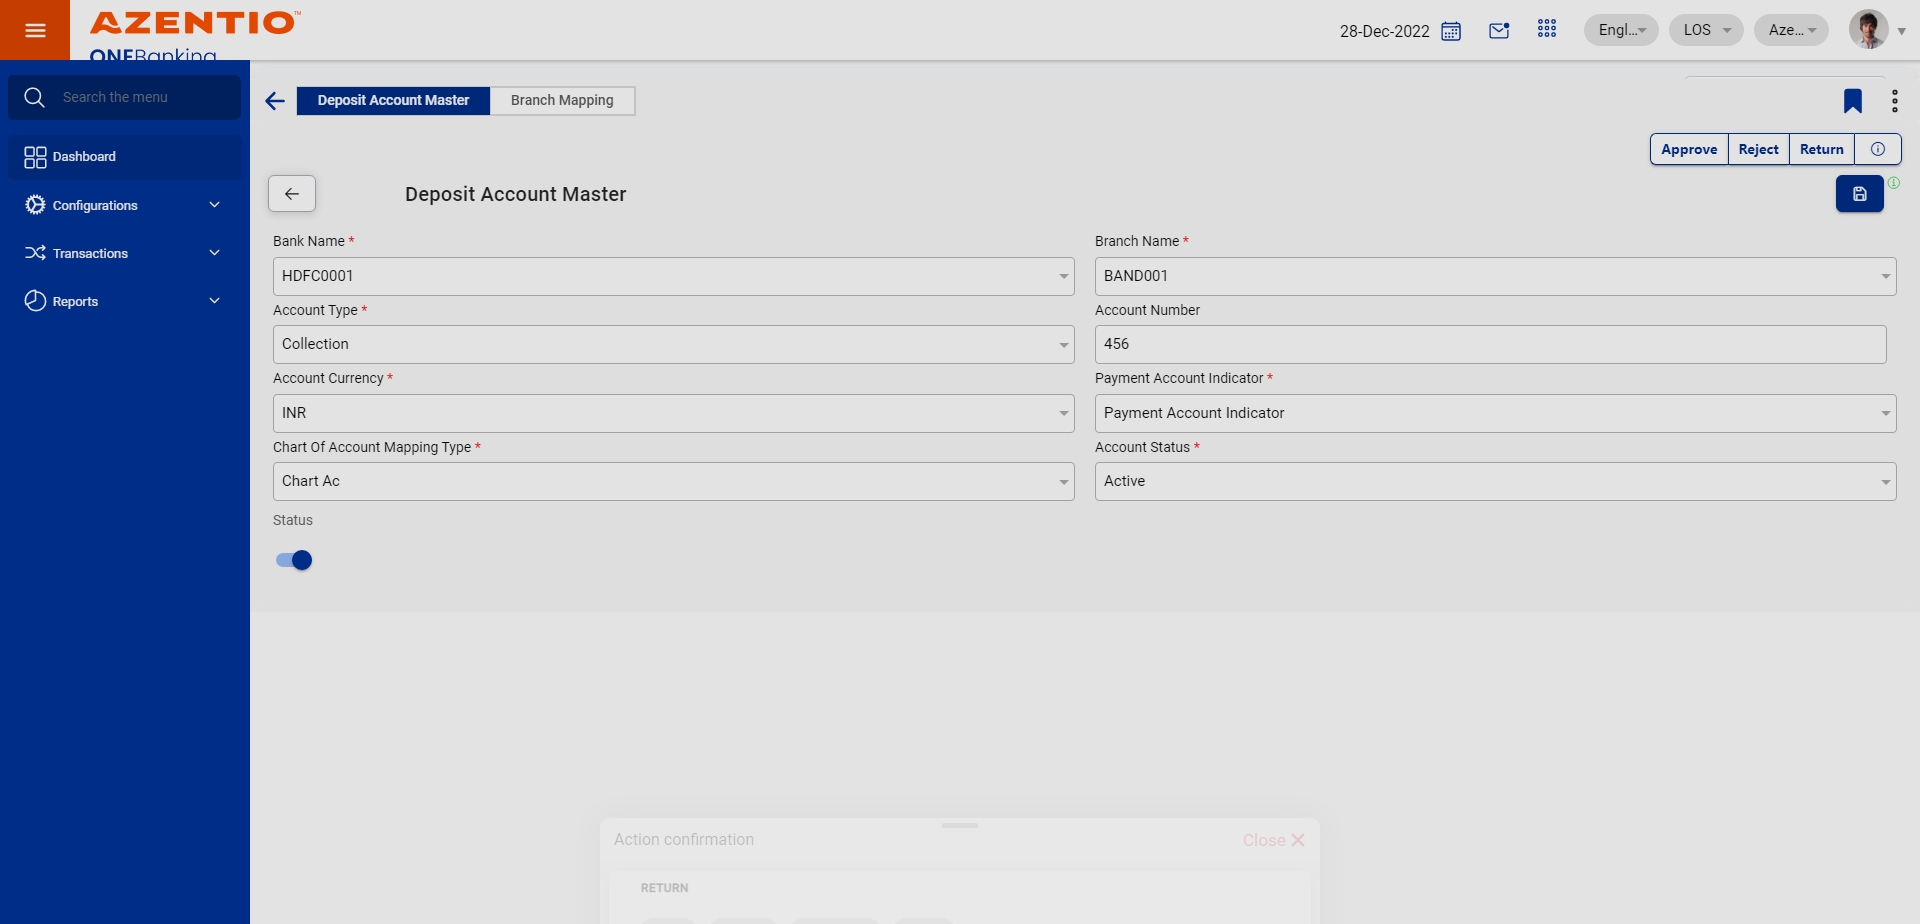 AZENTIO™
ONEBanking
28-Dec-2022
Engl...
LOS
Aze...
Search the menu
Dashboard
Configurations
Transactions
Reports
Deposit Account Master
Branch Mapping
Approve
Reject
Return
Deposit Account Master
Bank Name *
Branch Name *
HDFC0001
BAND001
Account Type *
Account Number
Collection
456
Account Currency *
Payment Account Indicator *
INR
Payment Account Indicator
Chart Of Account Mapping Type *
Account Status *
Chart Ac
Active
Status
Action confirmation
Close
RETURN